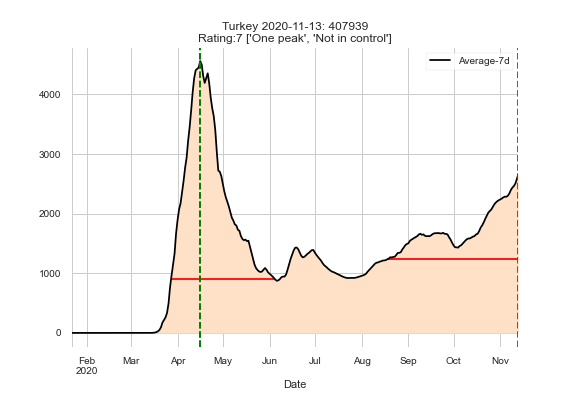 Turkey 2020-11-13: 407939
Rating:7 ['One peak', 'Not in control']
Average-7d
4000
3000
2000
1000
0
Feb Mar Apr May Jun Jul Aug Sep Oct Nov
2020
Date